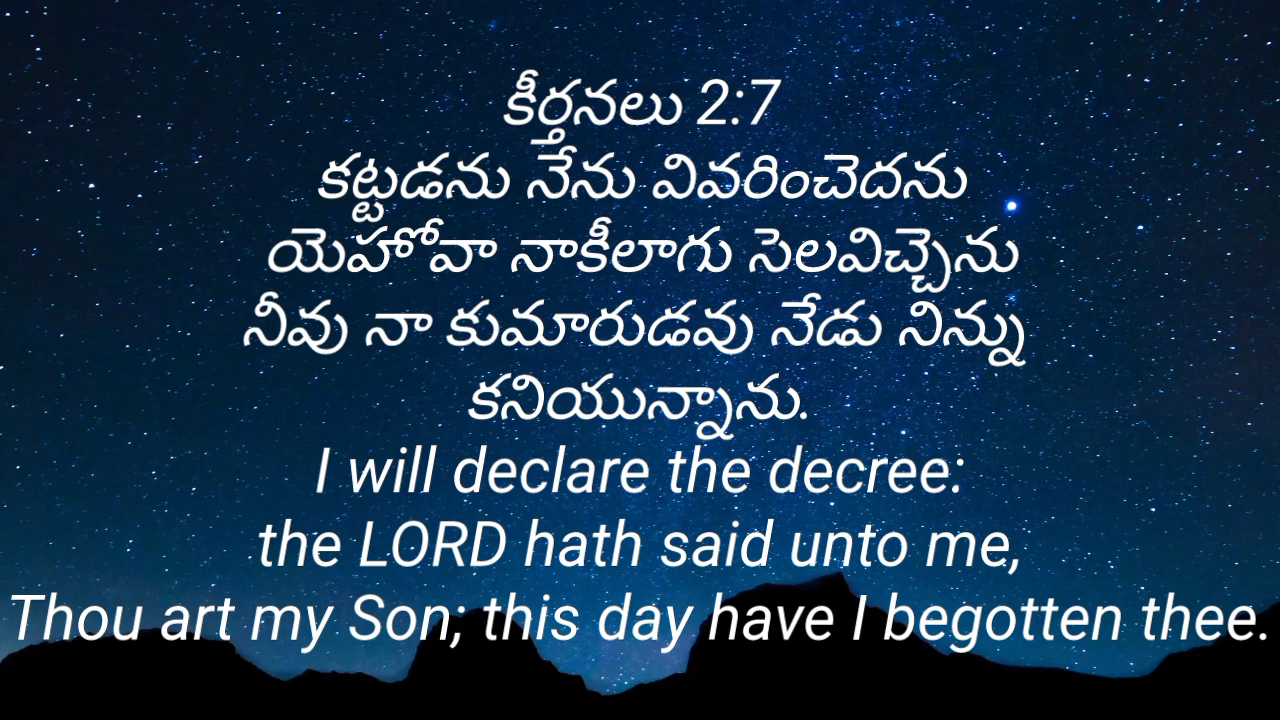 కీర్తనలు 2:7
కట్టడను నేను వివరించెదను
యెహోవా నాకీలాగు సెలవిచ్చెను
నీవు నా కుమారుడవు నేడు నిన్ను
కనియున్నాను.
I will declare the decree:
the LORD hath said unto me,
Thou art my Son; this day have I begotten thee.